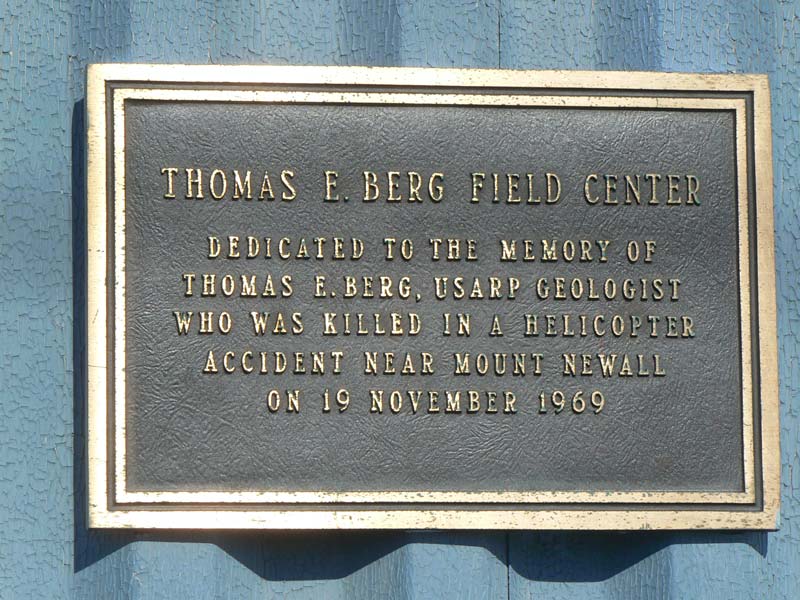 THOMAS E. BERG FIELD CENTER
DEDICATED TO THE MEMORY OF
THOMAS E. BERG, USARP GEOLOGIST
WHO WAS KILLED IN A HELICOPTER
ACCIDENT NEAR MOUNT NEWALL
ON 19 NOVEMBER 1969